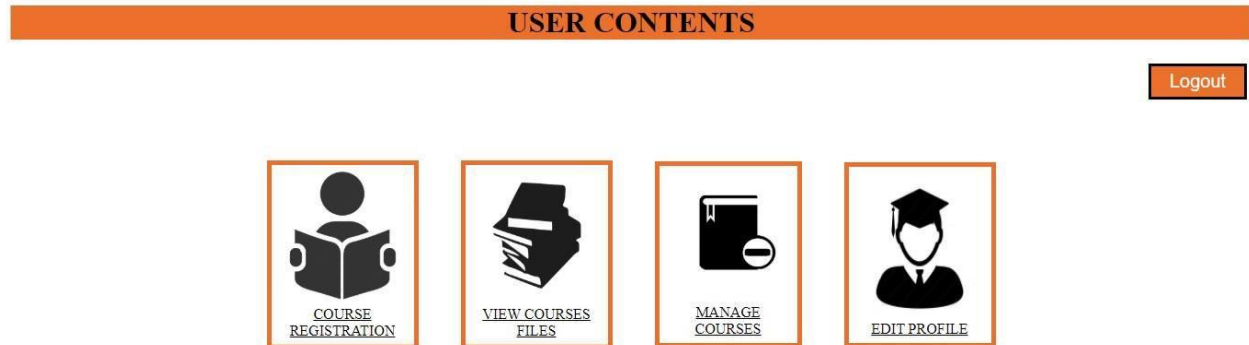 USER CONTENTS
Logout
COURSE
REGISTRATION
VIEW COURSES
FILES
MANAGE
COURSES
EDIT PROFILE